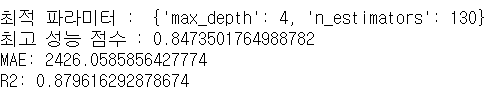 최적 파라미터 :  {'max_depth': 4, 'n_estimators': 130}
최고 성능 점수 : 0.8473501764988782
MAE: 2426.0585856427774
R2: 0.879616292878674